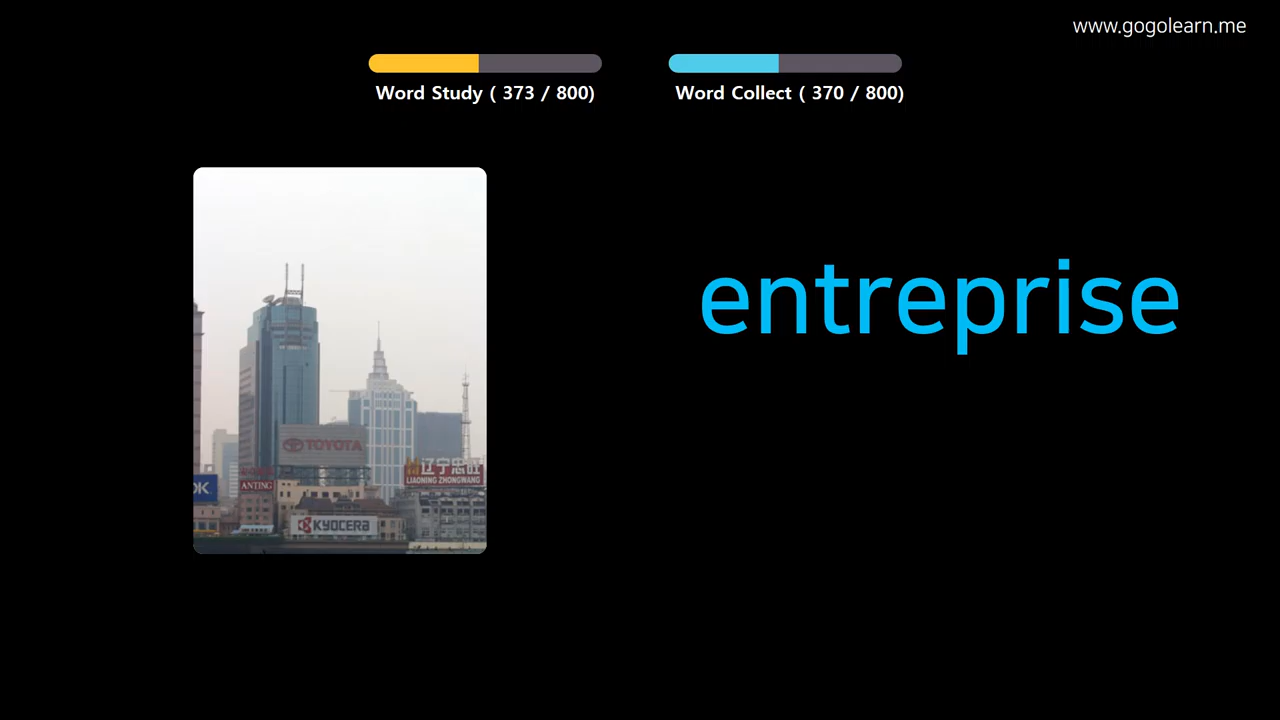 www.gogolearn.me
Word Study ( 373 / 800)
Word Collect ( 370 / 800)
entreprise
TOYOTA
辽宁忠旺
LIAONING ZHONGWANG
OK
ANTING
KYOCERA